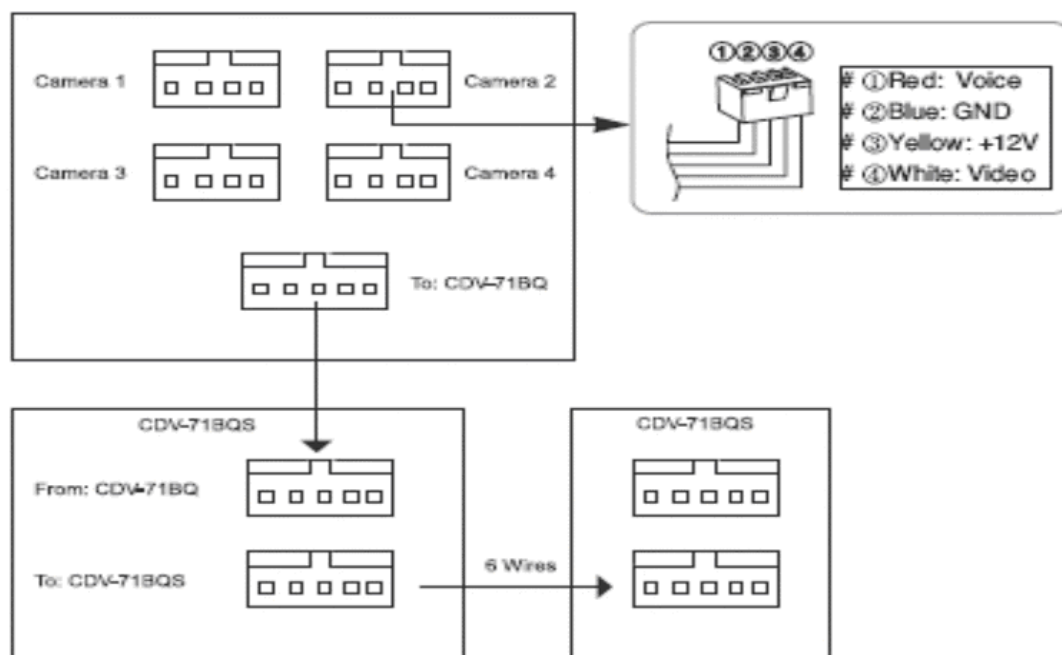 Camera 1
Camera 2
Camera 3
Camera 4
To: CDV-71BQ
①②③④
# ①Red: Voice
# ②Blue: GND
# ③Yellow: +12V
# ④White: Video
CDV-71BQS
From: CDV-71BQ
To: CDV-71BQS
6 Wires
CDV-71BQS